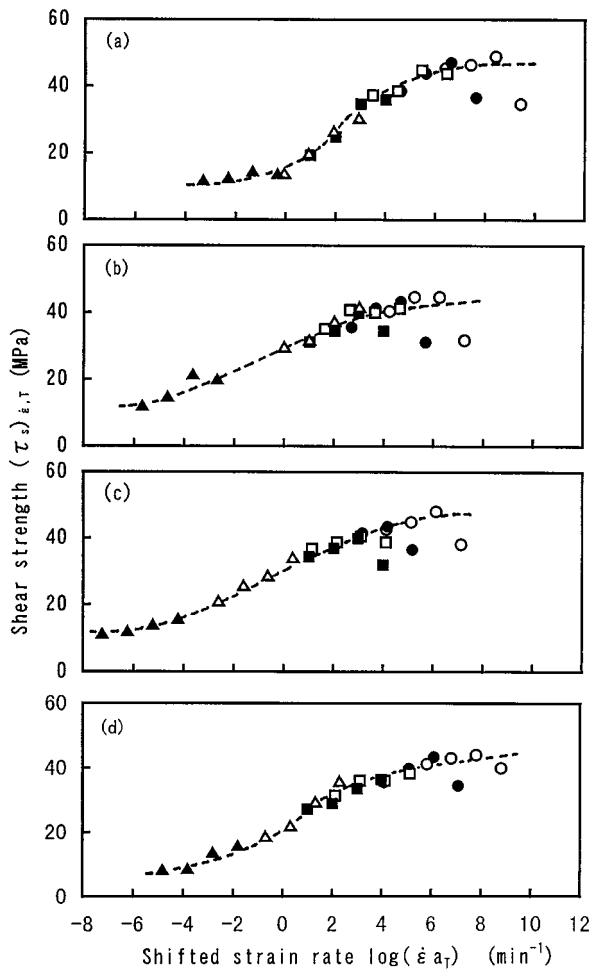 60
(a)
40
20
0
60
(b)
40
20
0
60
(c)
40
20
0
60
(d)
40
20
0
Shear strength (τs)ε̇,T (MPa)
-8 -6 -4 -2 0 2 4 6 8 10 12
Shifted strain rate log(ε̇ aT) (min⁻¹)